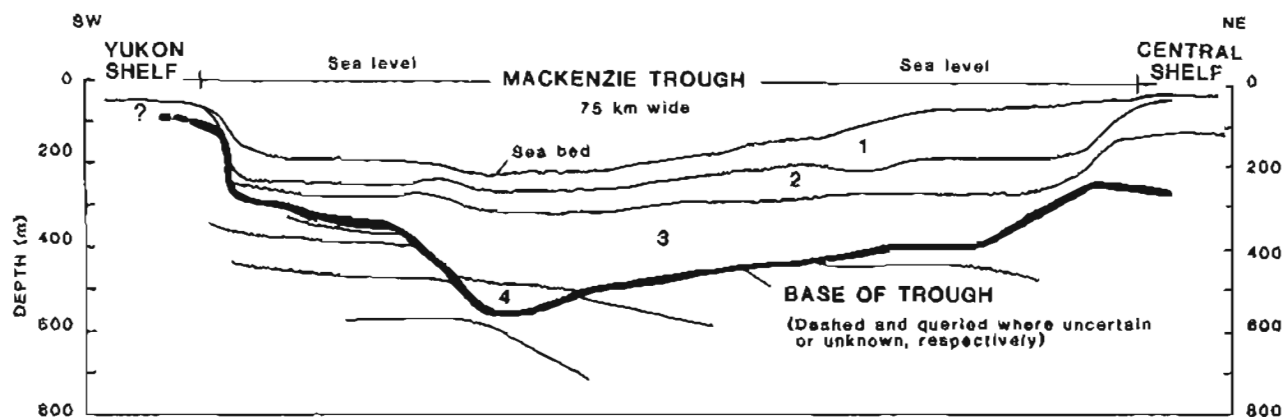 SW
NE
YUKON
SHELF
Sea level
MACKENZIE TROUGH
Sea level
CENTRAL
SHELF
75 km wide
0
200
400
600
800
DEPTH (m)
?
Sea bed
1
2
3
4
BASE OF TROUGH
(Dashed and queried where uncertain
or unknown, respectively)
0
200
400
600
800